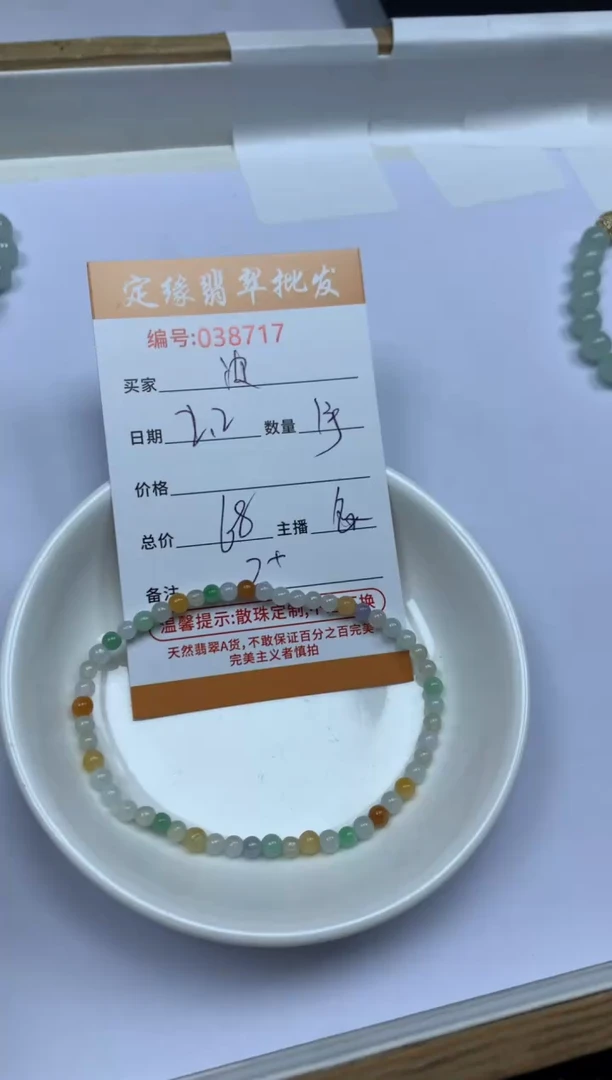 定缘翡翠批发
编号:038717
买家
日期 2.2 数量
价格
总价 68 主播
备注 2+
温馨提示:散珠定制,不 换
天然翡翠A货,不敢保证百分之百完美
完美主义者慎拍